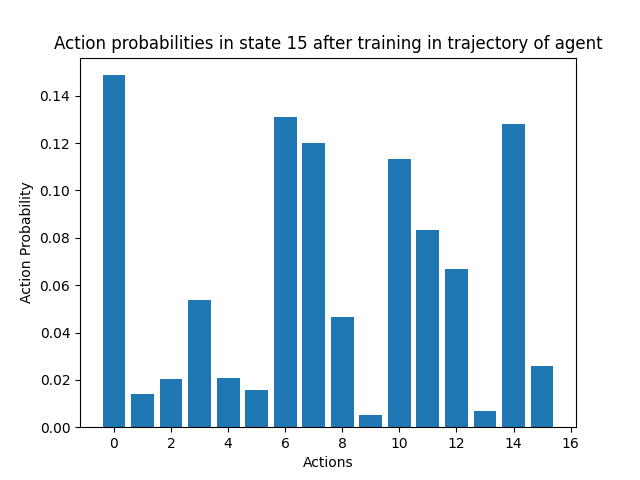 Action probabilities in state 15 after training in trajectory of agent
0.14
0.12
0.10
0.08
0.06
0.04
0.02
0.00
Action Probability
0 2 4 6 8 10 12 14 16
Actions